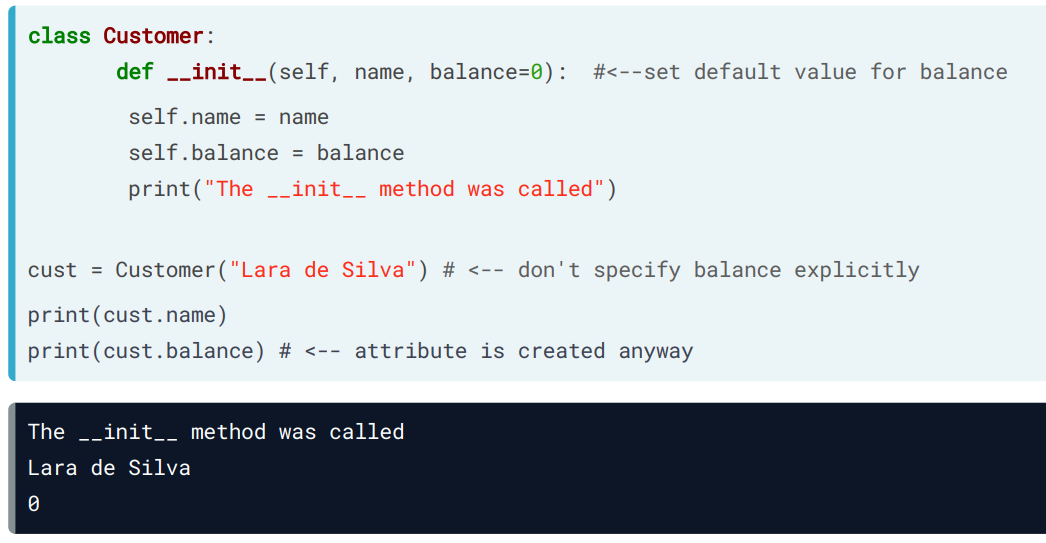 class Customer:
def __init__(self, name, balance=0):  #<--set default value for balance
self.name = name
self.balance = balance
print("The __init__ method was called")
cust = Customer("Lara de Silva") # <-- don't specify balance explicitly
print(cust.name)
print(cust.balance) # <-- attribute is created anyway
The __init__ method was called
Lara de Silva
0